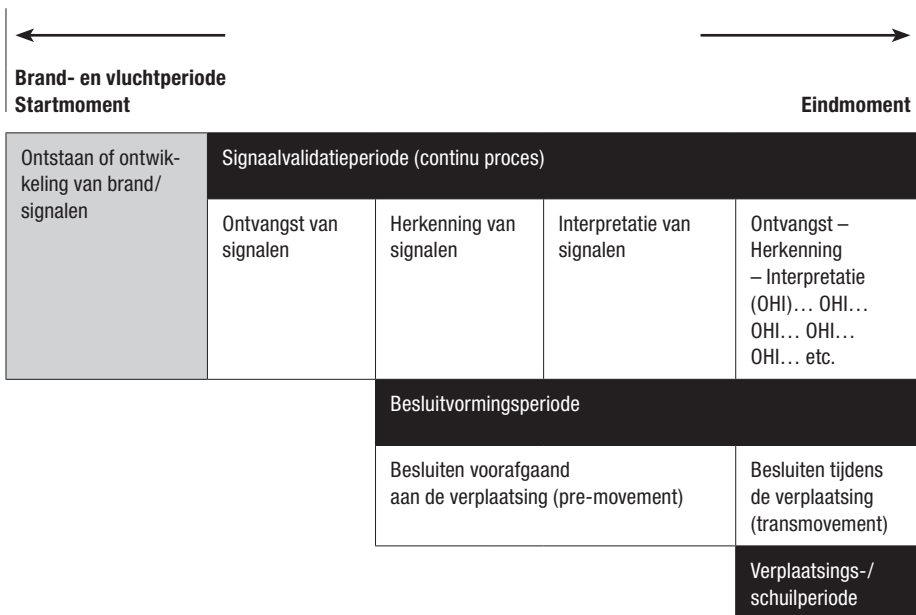 Brand- en vluchtperiode
Startmoment
Eindmoment
Ontstaan of ontwik-
keling van brand/
signalen
Signaalvalidatieperiode (continu proces)
Ontvangst van
signalen
Herkenning van
signalen
Interpretatie van
signalen
Ontvangst –
Herkenning
– Interpretatie
(OHI)… OHI…
OHI… OHI…
OHI… etc.
Besluitvormingsperiode
Besluiten voorafgaand
aan de verplaatsing (pre-movement)
Besluiten tijdens
de verplaatsing
(transmovement)
Verplaatsings-/
schuilperiode